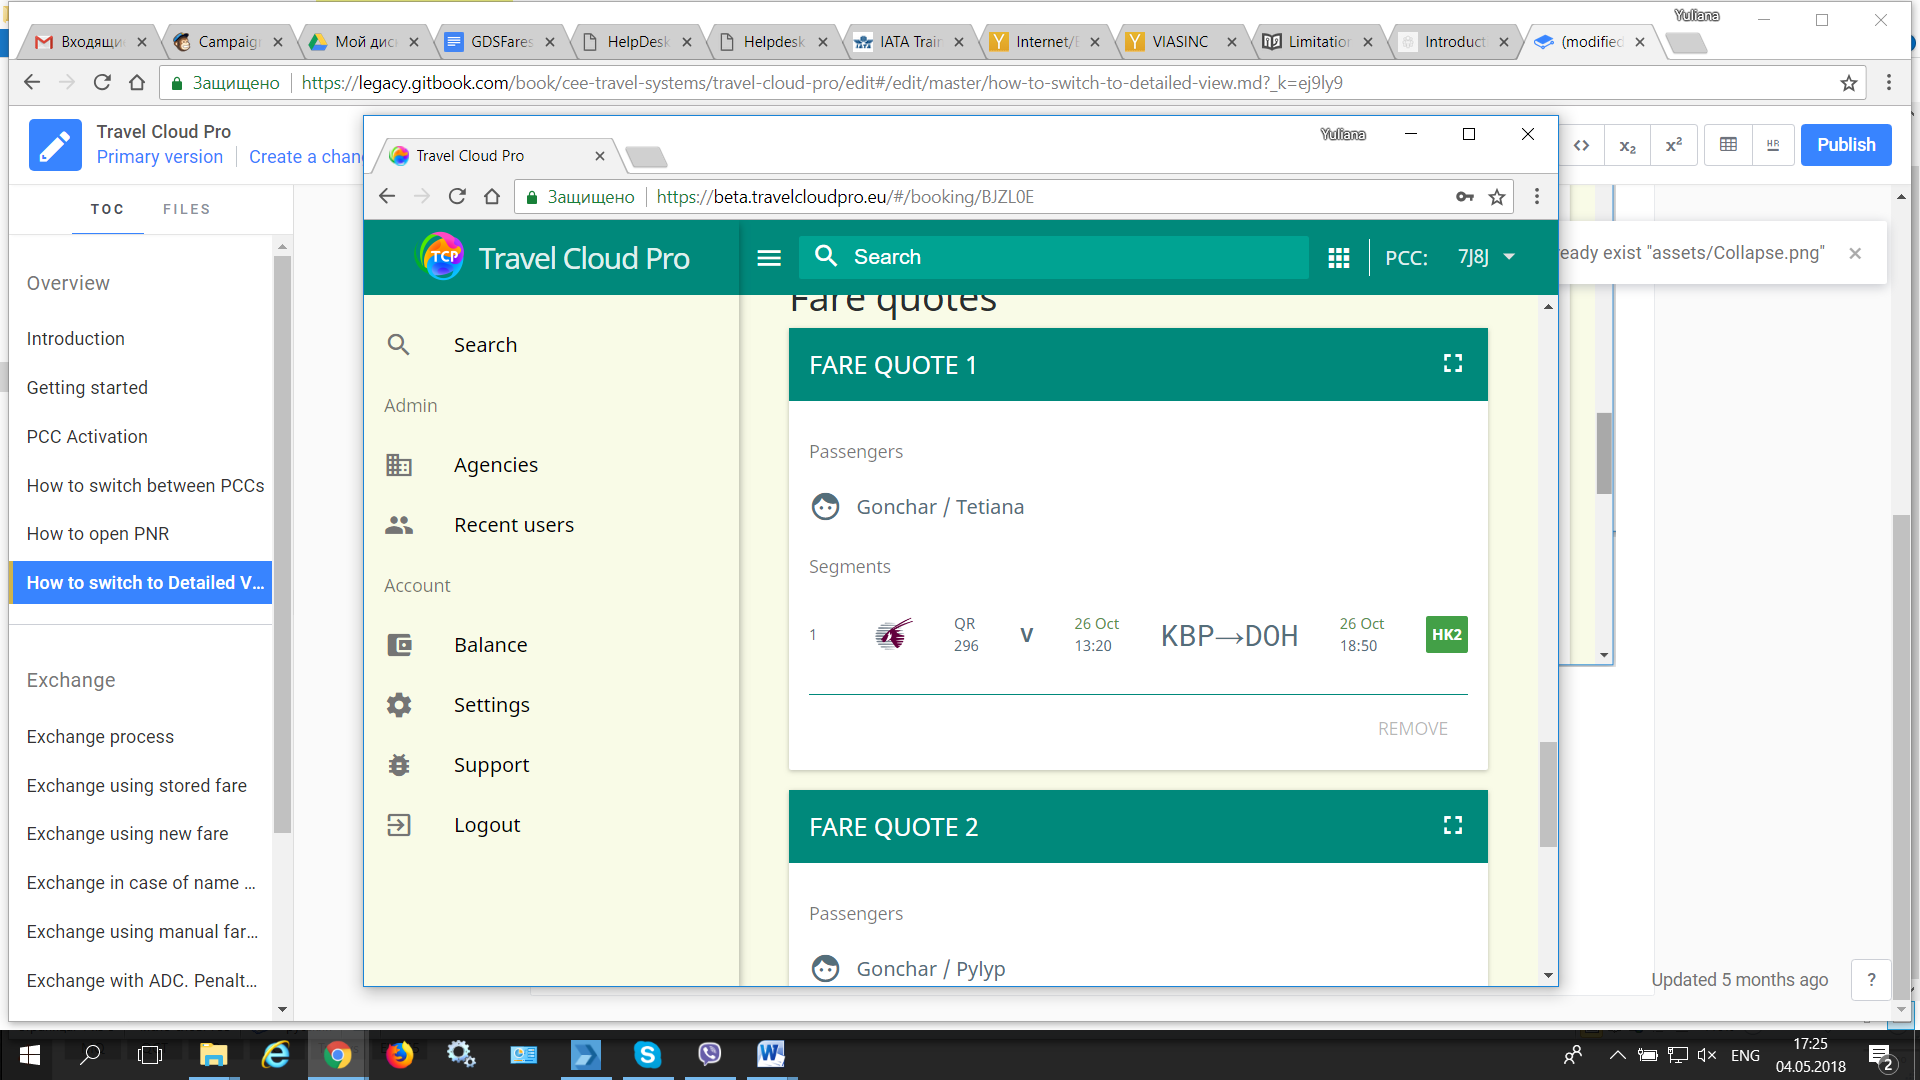 Yuliana
Входящи
Campaig
Мой дис
GDSFares
HelpDesk
Helpdesk
IATA Trair
Internet/E
VIASINC
Limitatio
Introduct
(modified
Защищено
https://legacy.gitbook.com/book/cee-travel-systems/travel-cloud-pro/edit#/edit/master/how-to-switch-to-detailed-view.md?_k=ej9ly9
Travel Cloud Pro
Primary version
Create a chan
x₂
x²
HR
Publish
TOC
FILES
Overview
Introduction
Getting started
PCC Activation
How to switch between PCCs
How to open PNR
How to switch to Detailed V...
Exchange
Exchange process
Exchange using stored fare
Exchange using new fare
Exchange in case of name ...
Exchange using manual far...
Exchange with ADC. Penalt...
ready exist "assets/Collapse.png"
Updated 5 months ago
?
Yuliana
Travel Cloud Pro
Защищено
https://beta.travelcloudpro.eu/#/booking/BJZL0E
TCP
Travel Cloud Pro
Search
PCC:
7J8J
Search
Admin
Agencies
Recent users
Account
Balance
Settings
Support
Logout
Fare quotes
FARE QUOTE 1
Passengers
Gonchar / Tetiana
Segments
1
QR
296
V
26 Oct
13:20
KBP→DOH
26 Oct
18:50
HK2
REMOVE
FARE QUOTE 2
Passengers
Gonchar / Pylyp
ENG
17:25
04.05.2018
2